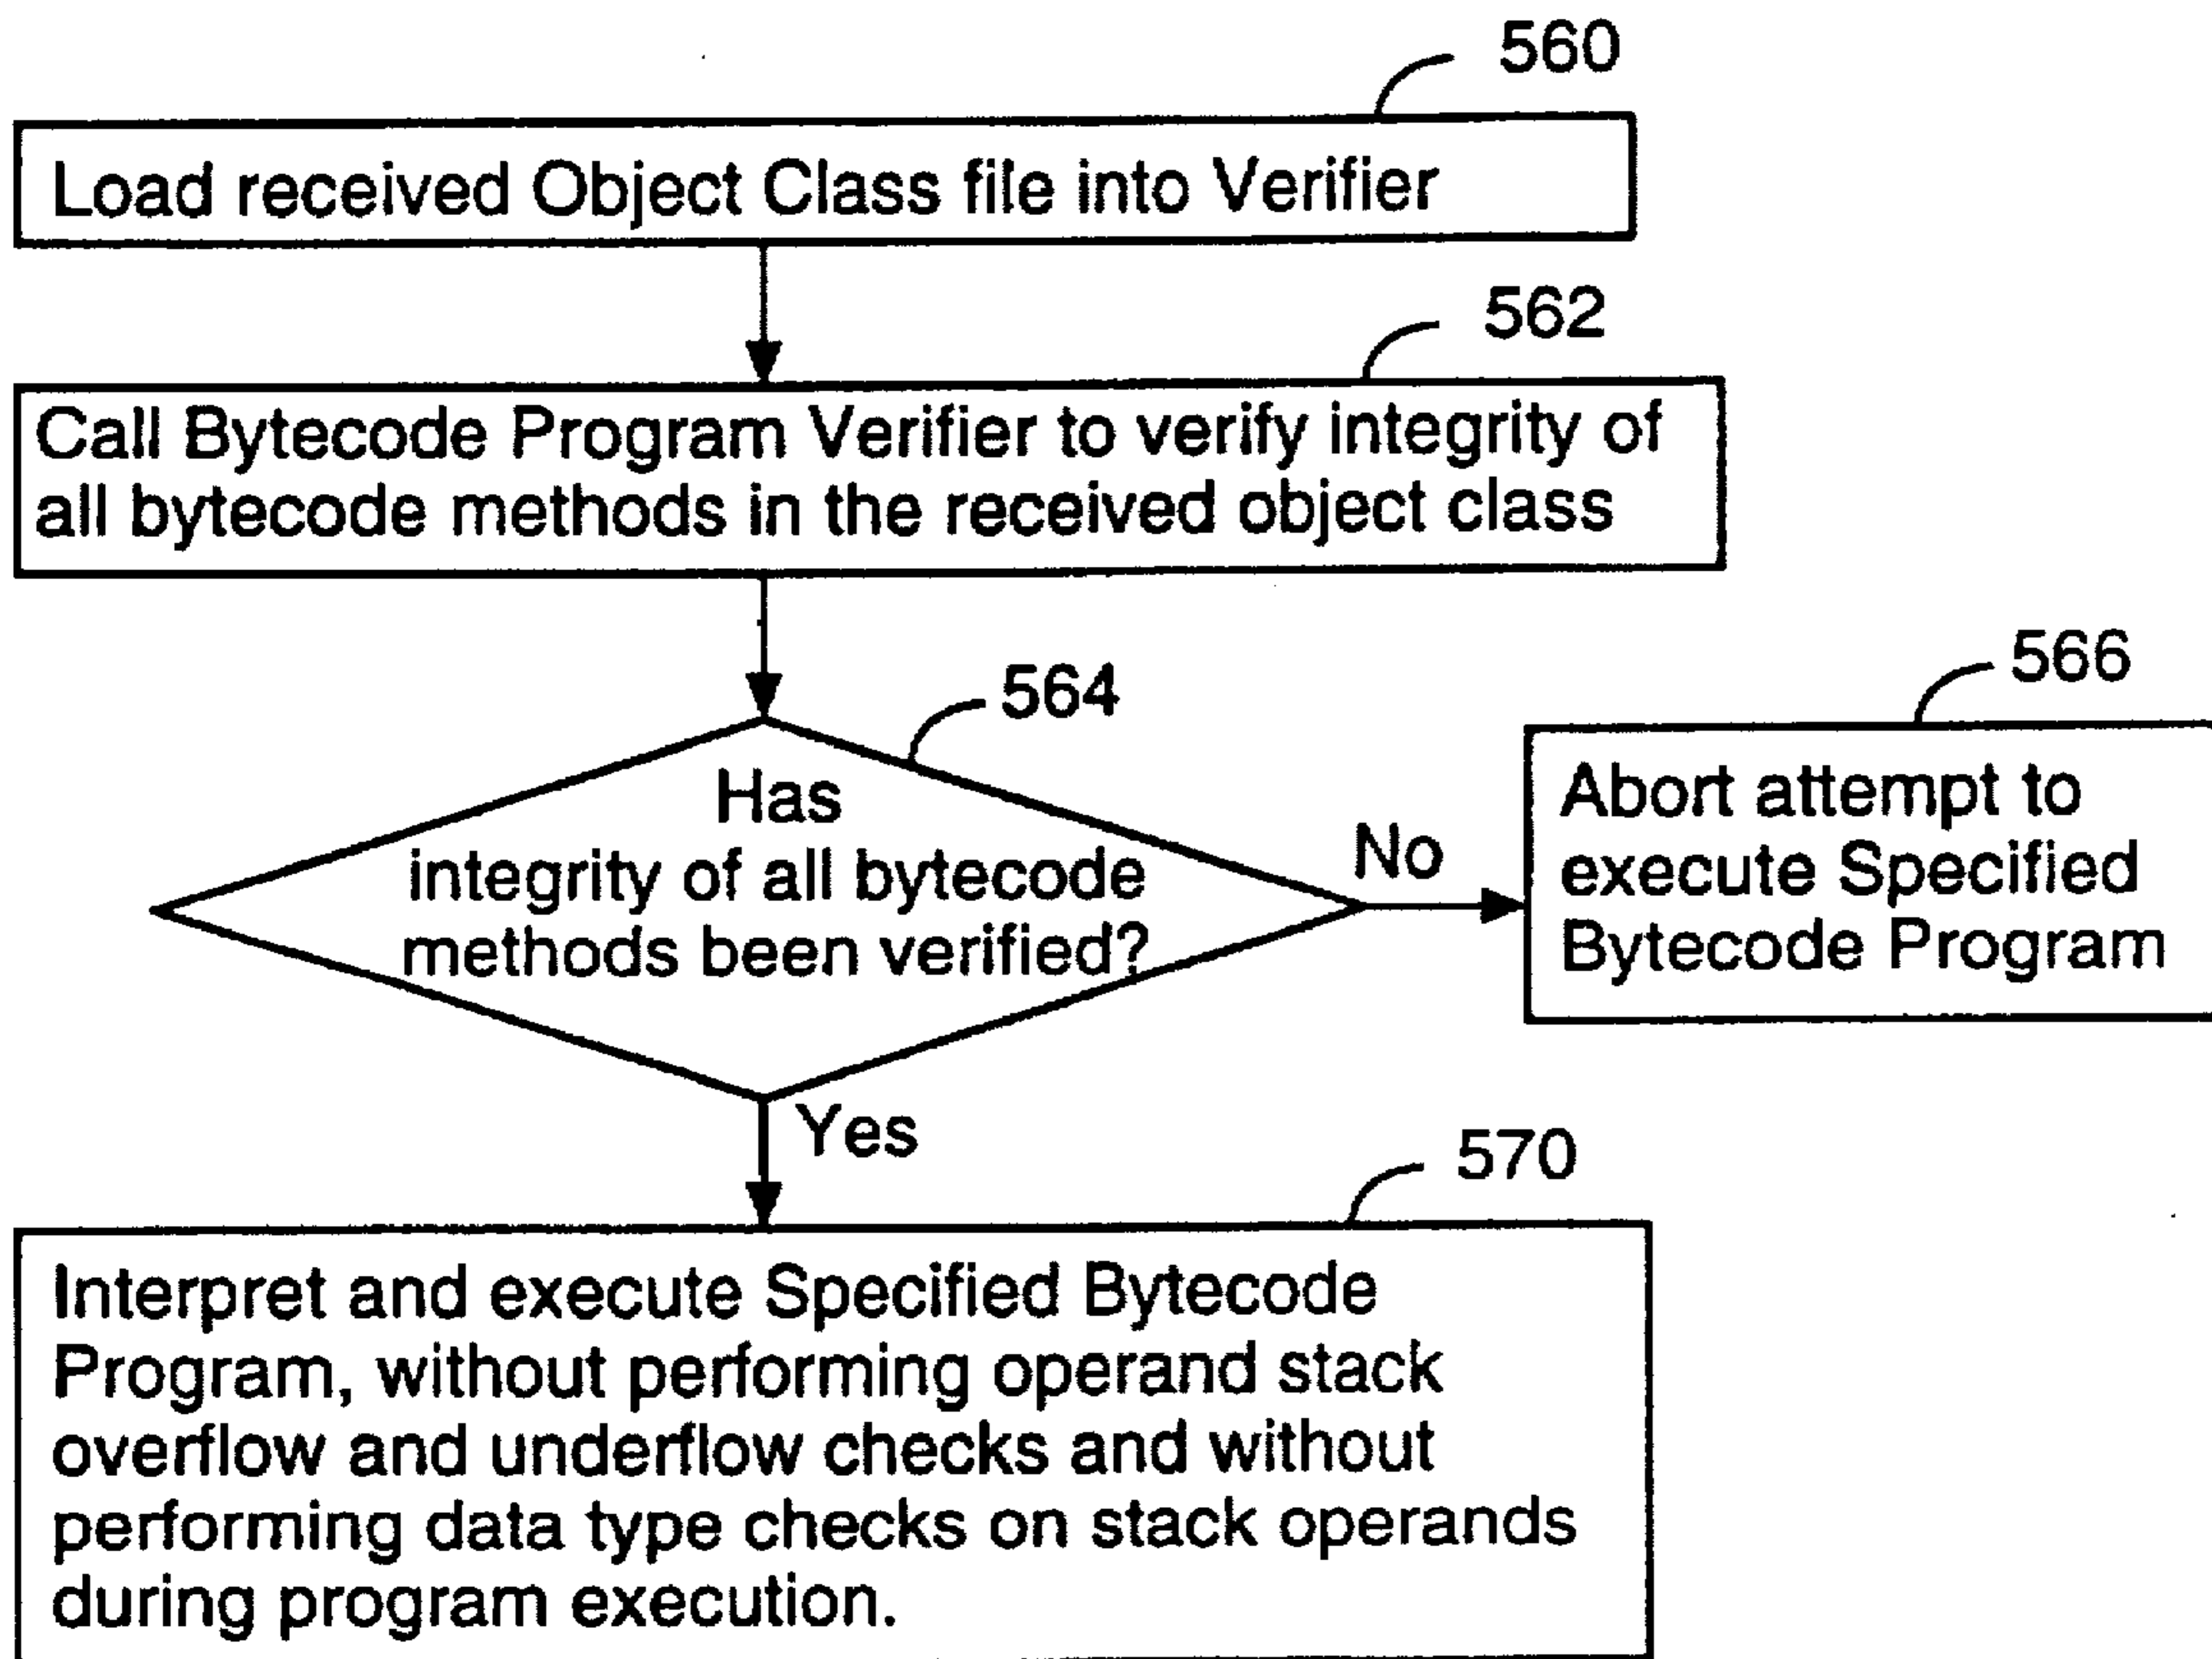 560
Load received Object Class file into Verifier
562
Call Bytecode Program Verifier to verify integrity of
all bytecode methods in the received object class
564
Has
integrity of all bytecode
methods been verified?
No
566
Abort attempt to
execute Specified
Bytecode Program
Yes
570
Interpret and execute Specified Bytecode
Program, without performing operand stack
overflow and underflow checks and without
performing data type checks on stack operands
during program execution.